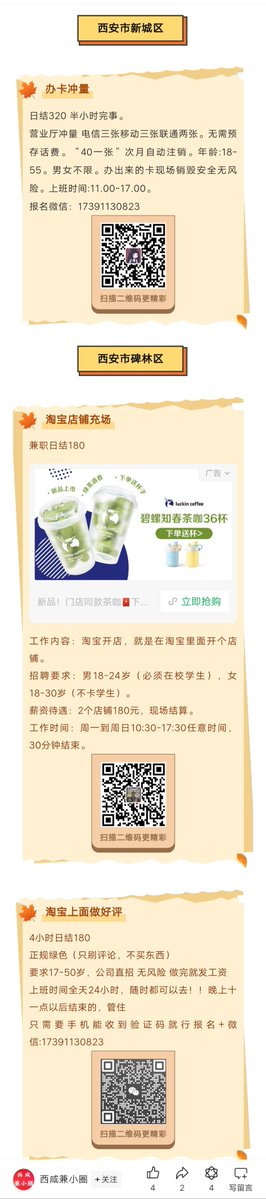 西安市新城区
办卡冲量
日结320 半小时完事。
营业厅冲量 电信三张移动三张联通两张。无需预
存话费。“40一张”次月自动注销。年龄:18-
55。男女不限。办出来的卡现场销毁安全无风
险。上班时间:11.00-17.00。
报名微信：17391130823
扫描二维码更精彩
西安市碑林区
淘宝店铺充场
兼职日结180
广告
新品上市
绿茶清香
下单送杯子
luckin coffee
碧螺知春茶咖36杯
下单送杯>
新品！门店同款茶咖🧧下...
立即抢购
工作内容：淘宝开店，就是在淘宝里面开个店
铺。
招聘要求：男18-24岁（必须在校学生），女
18-30岁（不卡学生）。
薪资待遇：2个店铺180元，现场结算。
工作时间：周一到周日10:30-17:30任意时间，
30分钟结束。
扫描二维码更精彩
淘宝上面做好评
4小时日结180
正规绿色（只刷评论，不买东西）
要求17-50岁，公司直招 无风险 做完就发工资
上班时间全天24小时，随时都可以去！！晚上十
一点以后结束的，管住
只需要手机能收到验证码就行报名+微
信:17391130823
扫描二维码更精彩
西咸兼小圈
西咸兼小圈
+关注
4
2
4
写留言